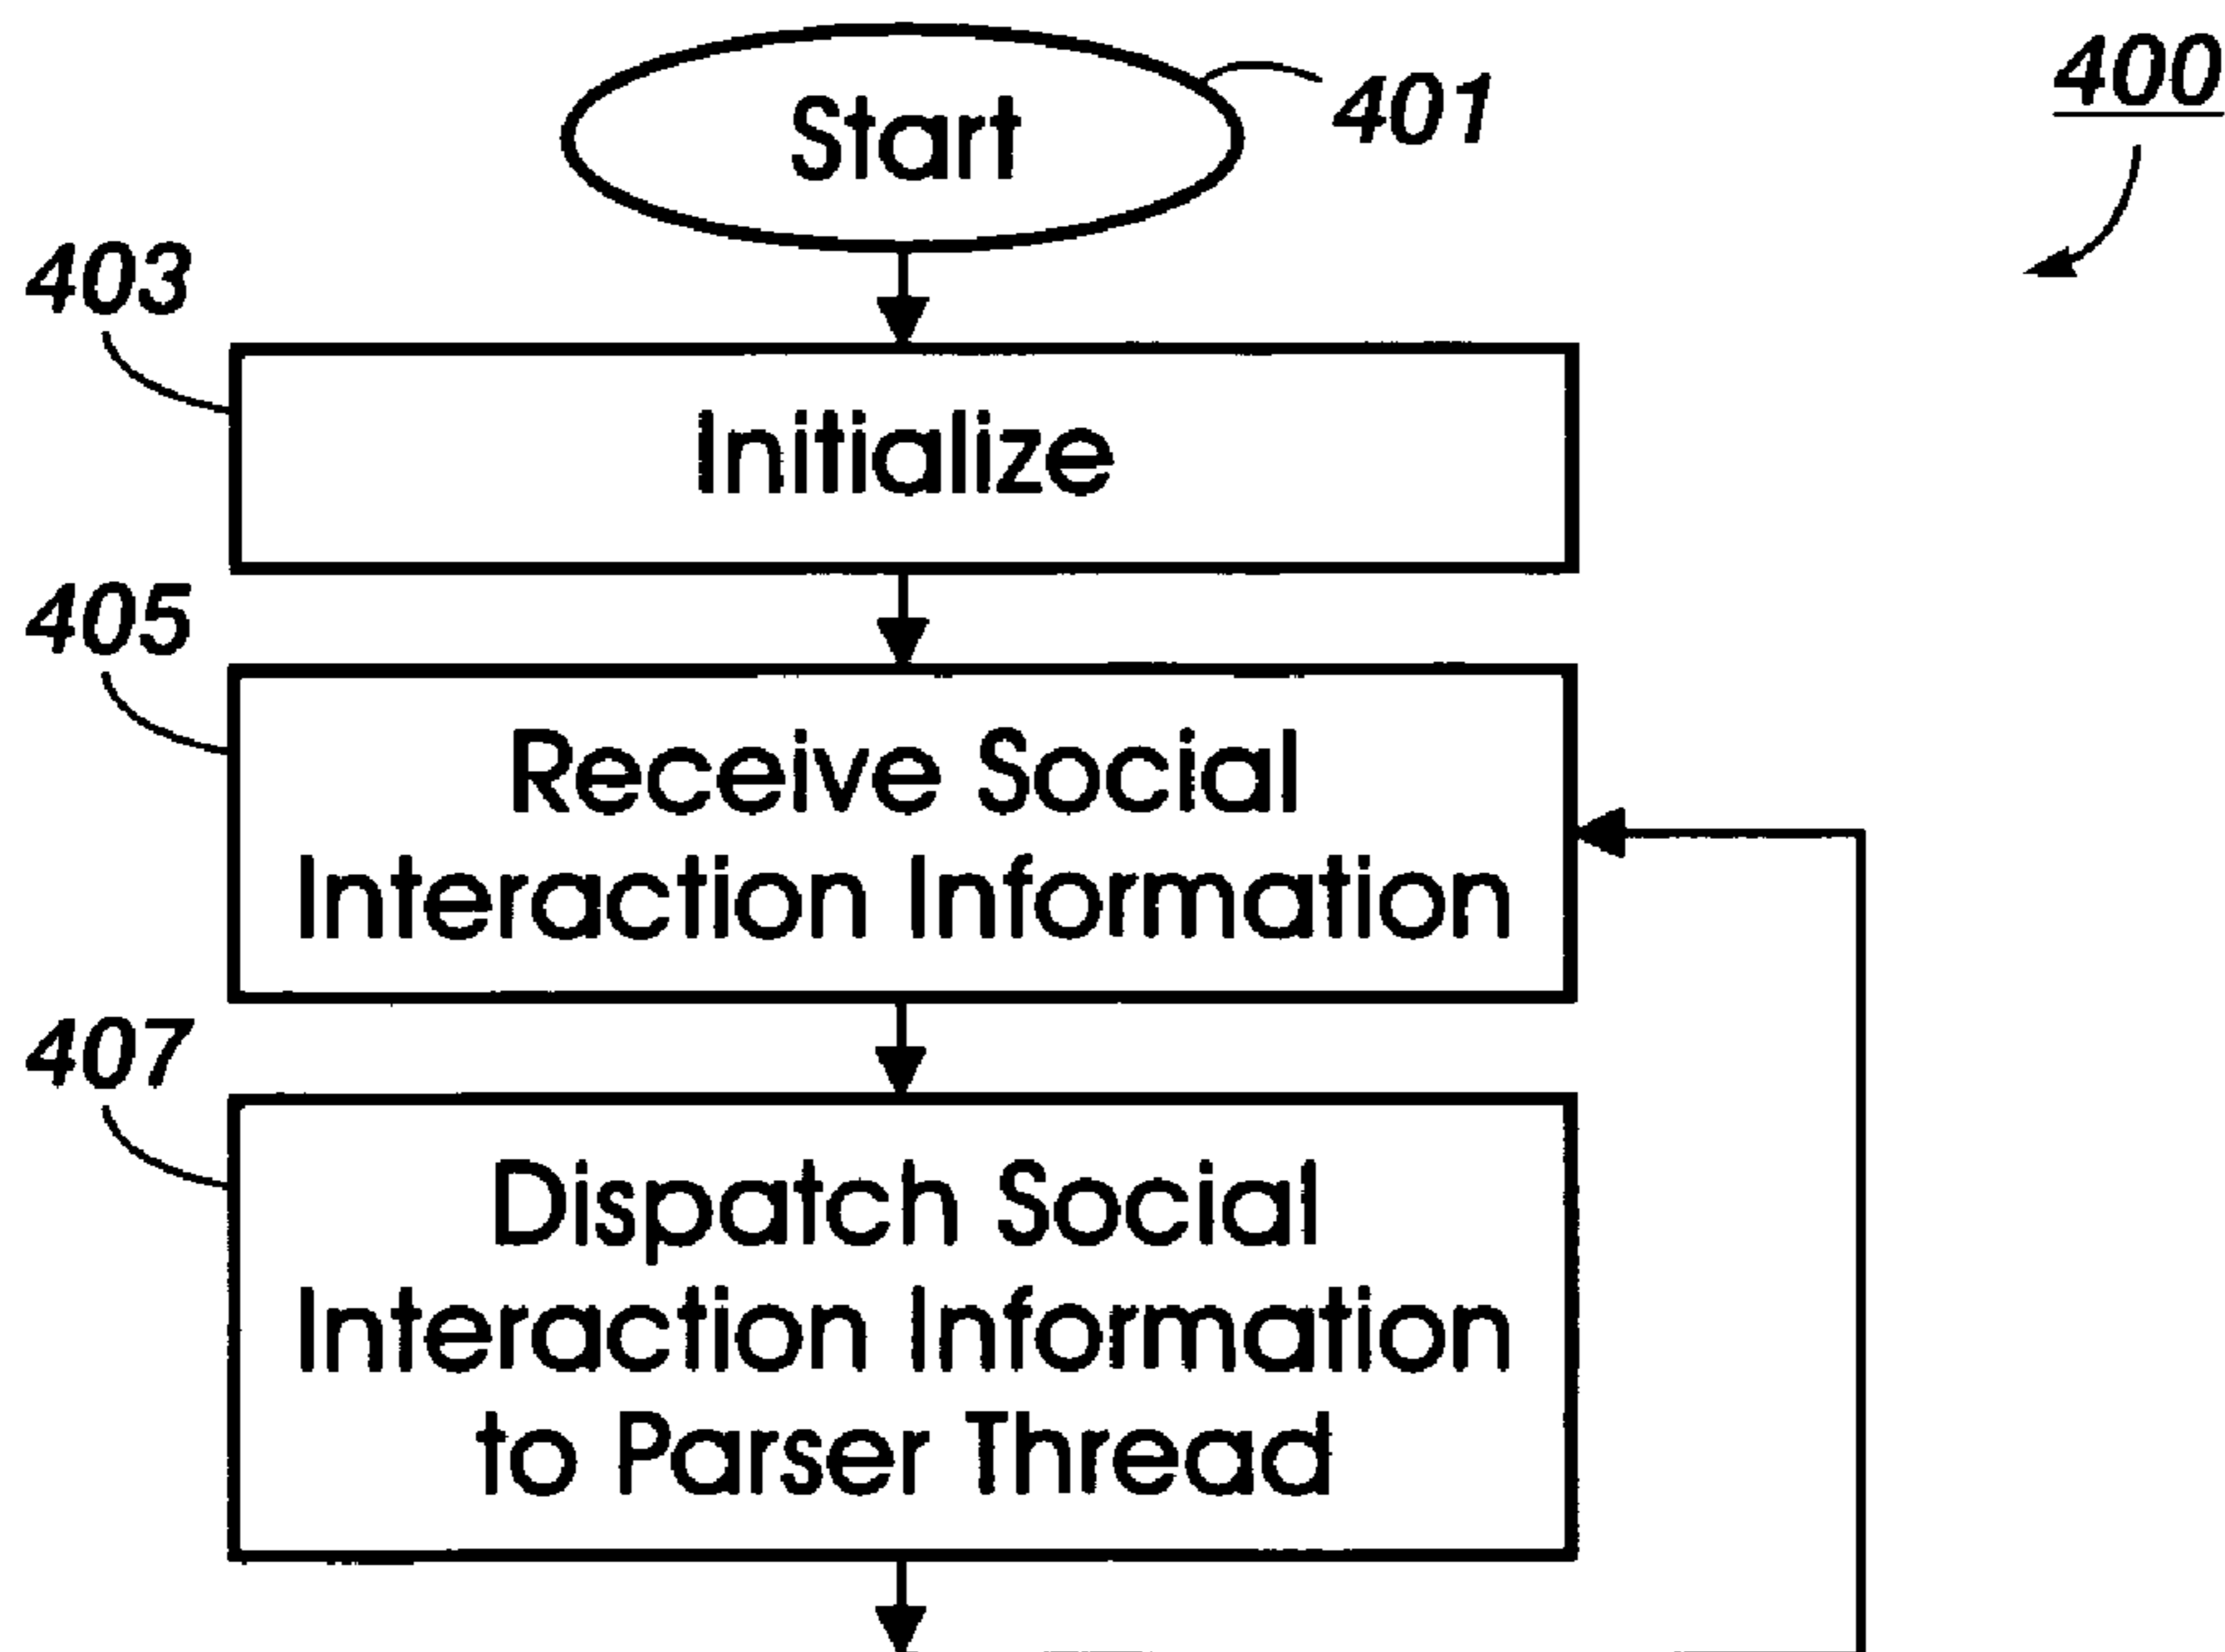 Start
401
400
403
Initialize
405
Receive Social
Interaction Information
407
Dispatch Social
Interaction Information
to Parser Thread